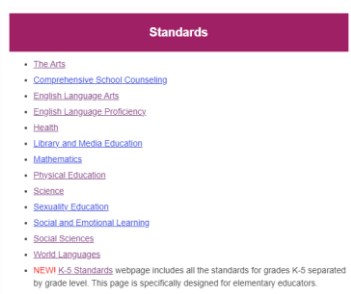 Standards
• The Arts
• Comprehensive School Counseling
• English Language Arts
• English Language Proficiency
• Health
• Library and Media Education
• Mathematics
• Physical Education
• Science
• Sexuality Education
• Social and Emotional Learning
• Social Sciences
• World Languages
• NEW! K-5 Standards webpage includes all the standards for grades K-5 separated
by grade level. This page is specifically designed for elementary educators.